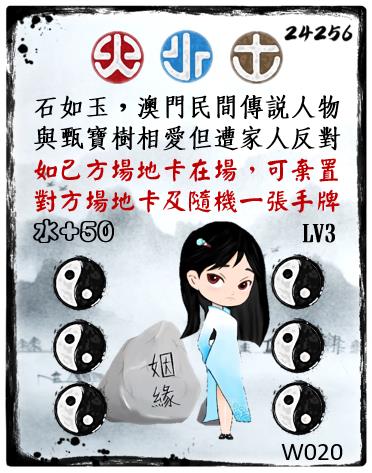 24256
火 水 土
石如玉，澳門民間傳說人物
與甄寶樹相愛但遭家人反對
如己方場地卡在場，可棄置
對方場地卡及隨機一張手牌
水+50 LV3
姻緣
W020